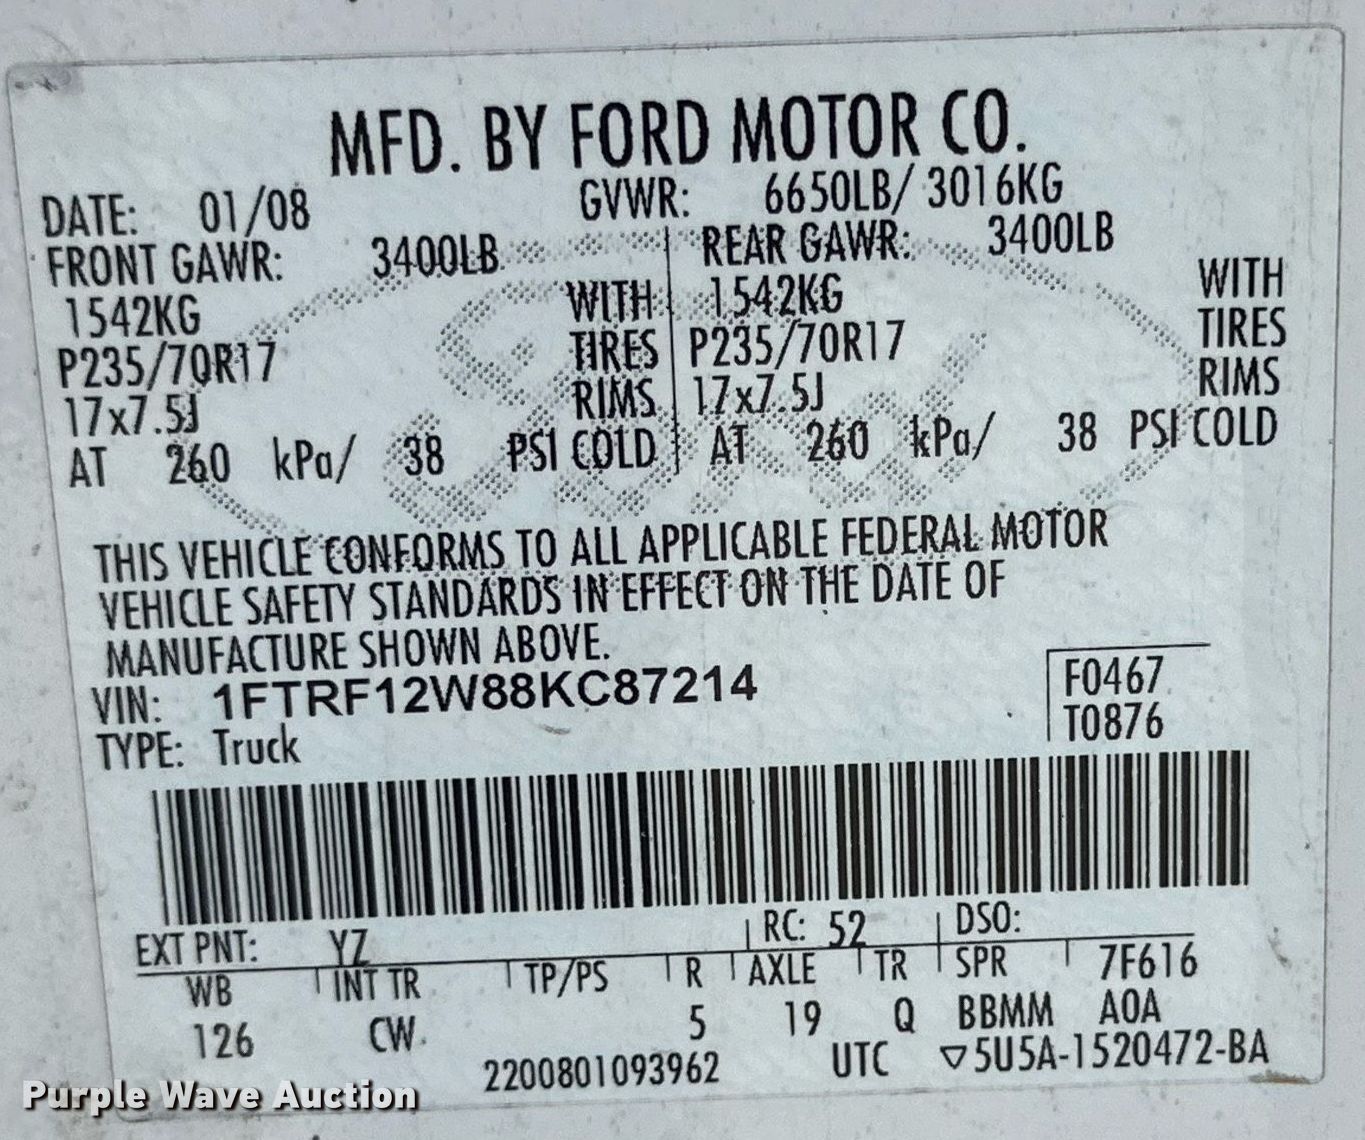 MFD. BY FORD MOTOR CO.
DATE: 01/08 GVWR: 6650LB/ 3016KG
FRONT GAWR: 3400LB REAR GAWR: 3400LB
1542KG WITH 1542KG WITH
P235/70R17 TIRES P235/70R17 TIRES
17x7.5J RIMS 17x7.5J RIMS
AT 260 kPa/ 38 PSI COLD AT 260 kPa/ 38 PSI COLD
THIS VEHICLE CONFORMS TO ALL APPLICABLE FEDERAL MOTOR
VEHICLE SAFETY STANDARDS IN EFFECT ON THE DATE OF
MANUFACTURE SHOWN ABOVE.
VIN: 1FTRF12W88KC87214 F0467
TYPE: Truck T0876
EXT PNT: YZ RC: 52 DSO:
WB INT TR TP/PS R AXLE TR SPR 7F616
126 CW 5 19 Q BBMM A0A
2200801093962 UTC ▽5U5A-1520472-BA
Purple Wave Auction